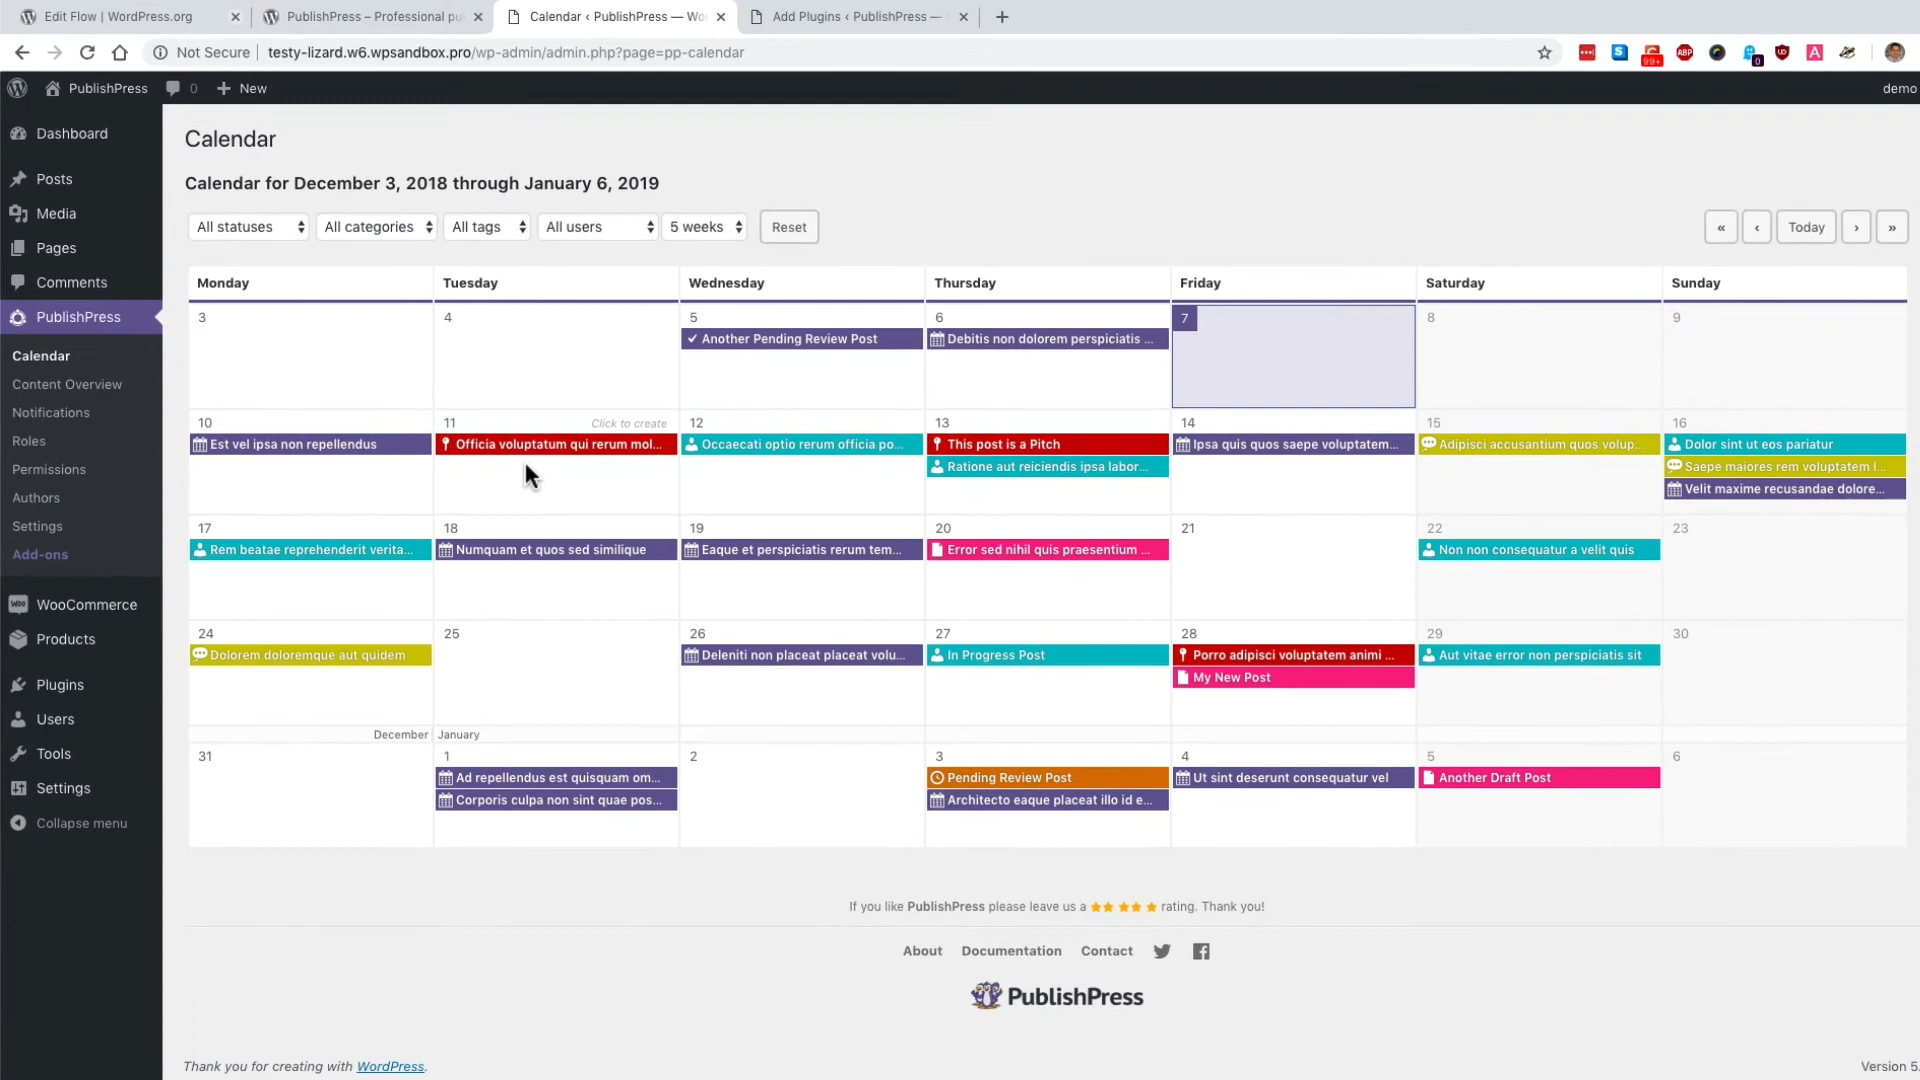 Edit Flow | WordPress.org
PublishPress – Professional pu
Calendar ‹ PublishPress — Wo
Add Plugins ‹ PublishPress —
Not Secure | testy-lizard.w6.wpsandbox.pro/wp-admin/admin.php?page=pp-calendar
99+
ABP
0
A
PublishPress 0 + New demo
Dashboard
Posts
Media
Pages
Comments
PublishPress
Calendar
Content Overview
Notifications
Roles
Permissions
Authors
Settings
Add-ons
WooCommerce
Products
Plugins
Users
Tools
Settings
Collapse menu
Calendar
Calendar for December 3, 2018 through January 6, 2019
All statuses All categories All tags All users 5 weeks Reset « ‹ Today › »
Monday Tuesday Wednesday Thursday Friday Saturday Sunday
3 4 5 6 7 8 9
✓ Another Pending Review Post Debitis non dolorem perspiciatis ...
10 11 Click to create 12 13 14 15 16
Est vel ipsa non repellendus Officia voluptatum qui rerum mol... Occaecati optio rerum officia po... This post is a Pitch Ipsa quis quos saepe voluptatem... Adipisci accusantium quos volup... Dolor sint ut eos pariatur
Ratione aut reiciendis ipsa labor... Saepe maiores rem voluptatem l...
Velit maxime recusandae dolore...
17 18 19 20 21 22 23
Rem beatae reprehenderit verita... Numquam et quos sed similique Eaque et perspiciatis rerum tem... Error sed nihil quis praesentium ... Non non consequatur a velit quis
24 25 26 27 28 29 30
Dolorem doloremque aut quidem Deleniti non placeat placeat volu... In Progress Post Porro adipisci voluptatem animi ... Aut vitae error non perspiciatis sit
My New Post
December January
31 1 2 3 4 5 6
Ad repellendus est quisquam om... Pending Review Post Ut sint deserunt consequatur vel Another Draft Post
Corporis culpa non sint quae pos... Architecto eaque placeat illo id e...
If you like PublishPress please leave us a ★★★★★ rating. Thank you!
About Documentation Contact
PublishPress
Thank you for creating with WordPress. Version 5.